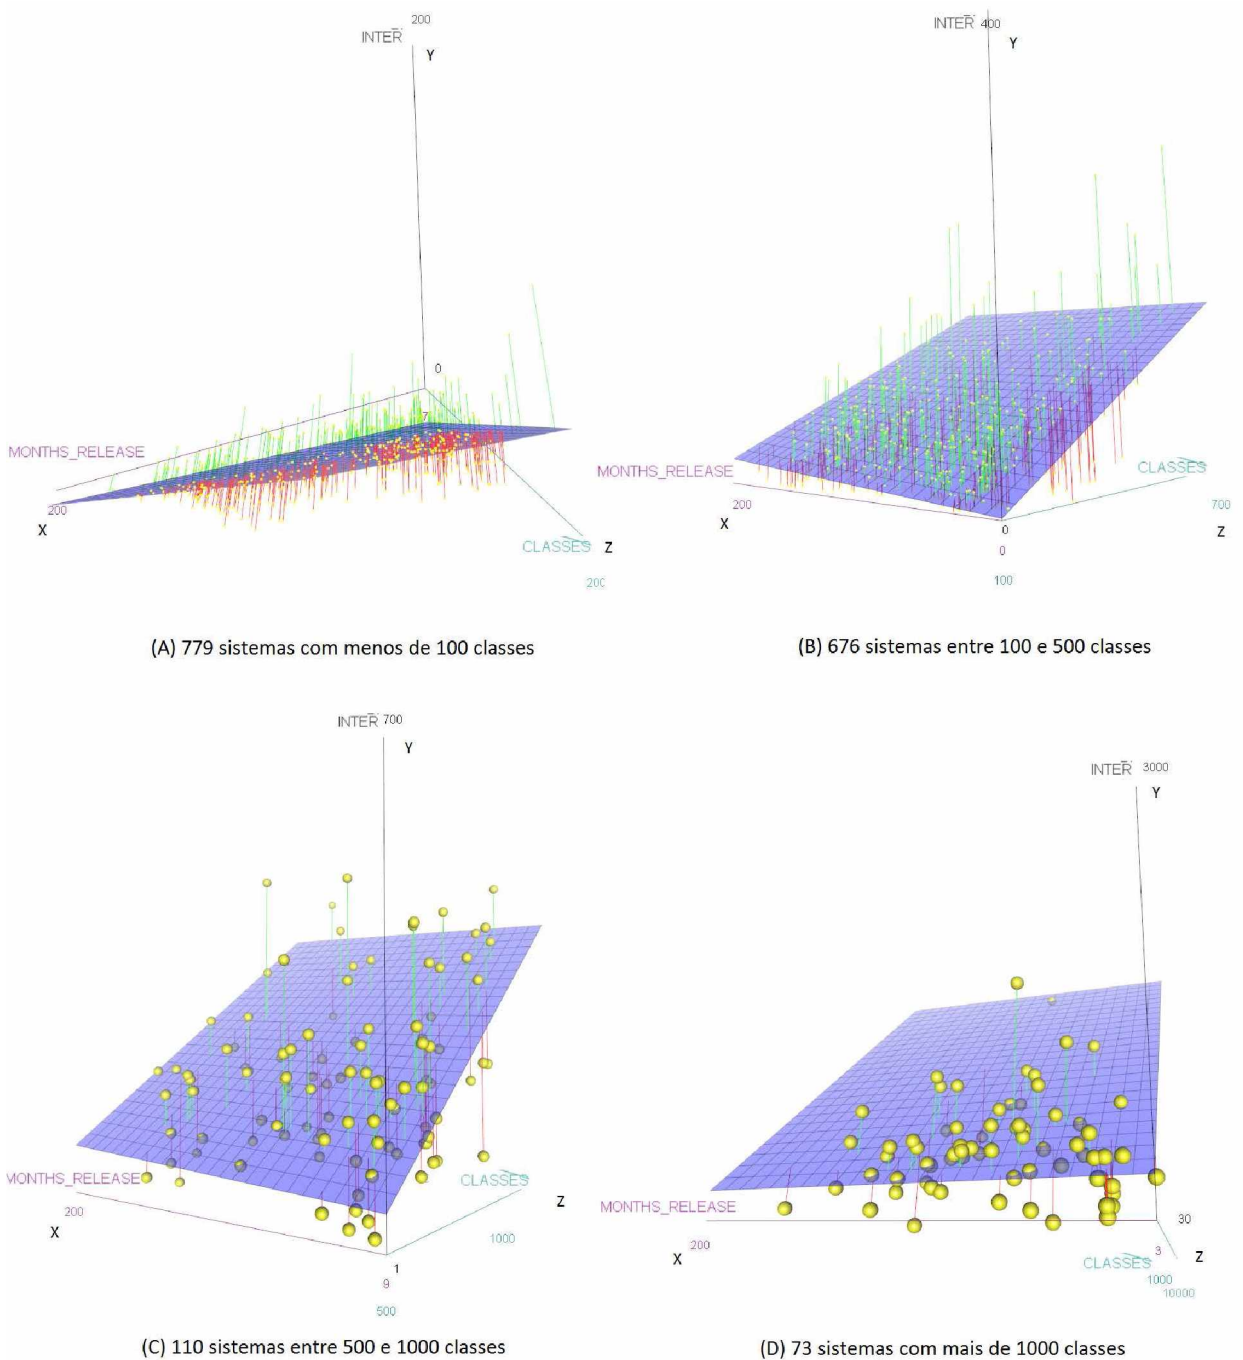 200
INTER
Y
0
7
MONTHS_RELEASE
200
X
CLASSES
Z
200
(A) 779 sistemas com menos de 100 classes
INTER 400
Y
MONTHS_RELEASE
CLASSES
200
700
X
Z
0
0
100
(B) 676 sistemas entre 100 e 500 classes
INTER 700
Y
MONTHS_RELEASE
CLASSES
200
Z
X
1000
1
9
500
(C) 110 sistemas entre 500 e 1000 classes
INTER 3000
Y
MONTHS_RELEASE
30
200
3
X
Z
CLASSES
1000
10000
(D) 73 sistemas com mais de 1000 classes